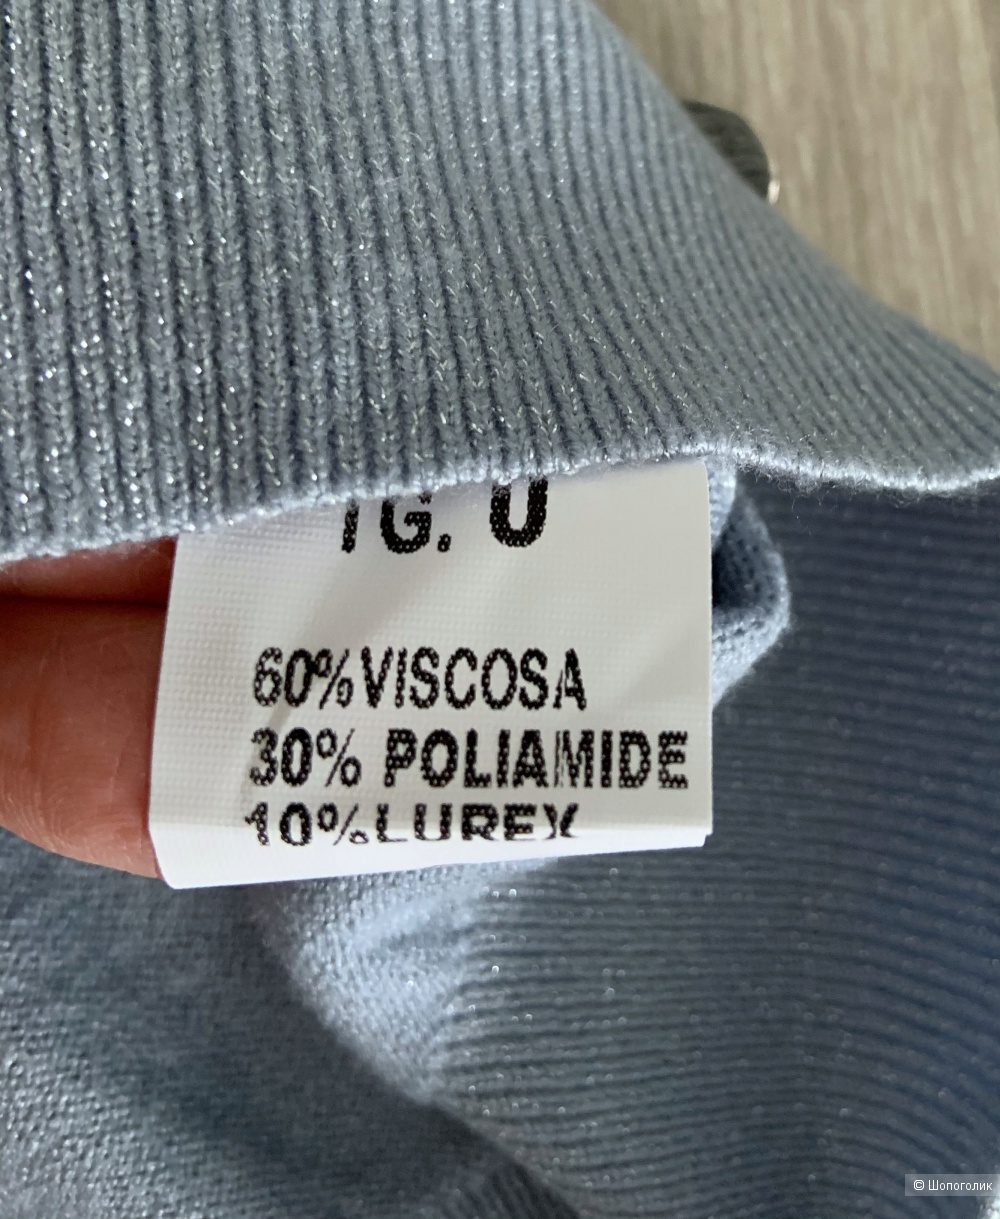 TG. U
60%VISCOSA
30% POLIAMIDE
10%LUREX
© Шопоголик